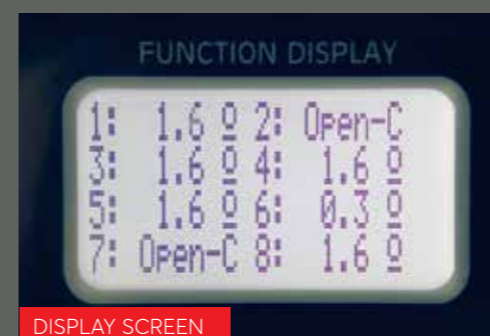 FUNCTION DISPLAY
1: 1.6 º 2: Open-C
3: 1.6 º 4: 1.6 º
5: 1.6 º 6: 0.3 º
7: Open-C 8: 1.6 º
DISPLAY SCREEN